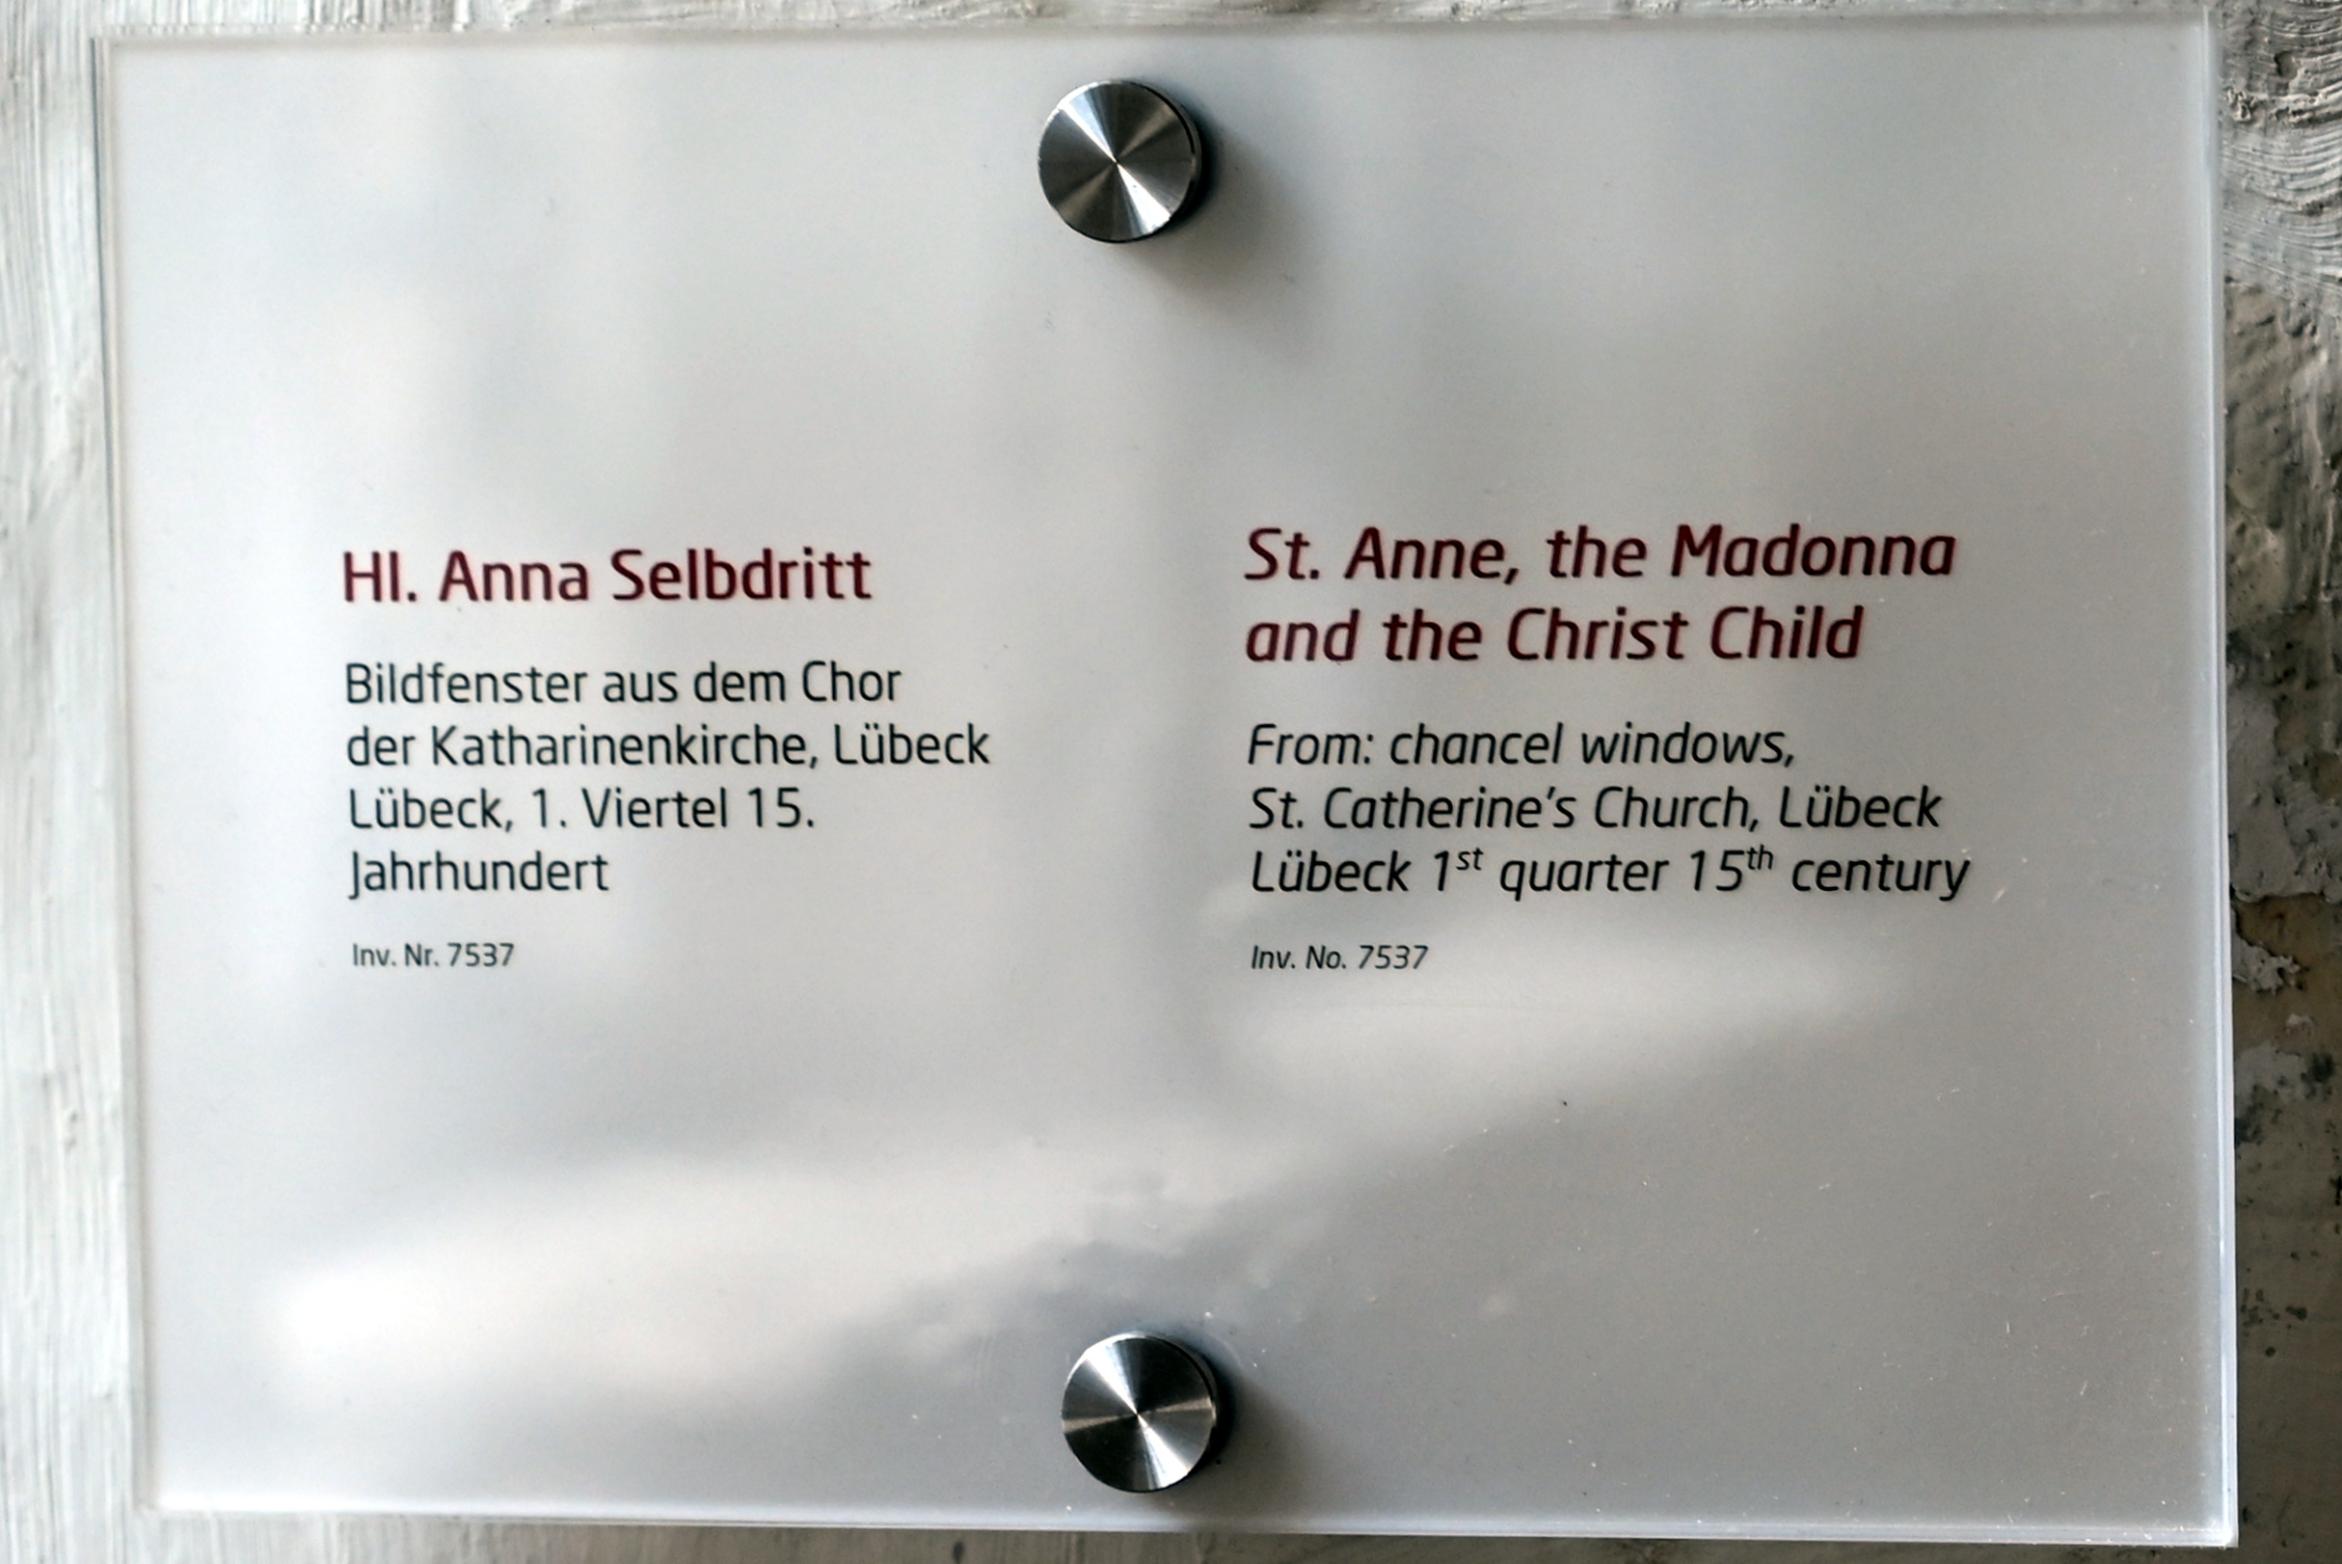 Hl. Anna Selbdritt
Bildfenster aus dem Chor
der Katharinenkirche, Lübeck
Lübeck, 1. Viertel 15.
Jahrhundert
Inv. Nr. 7537
St. Anne, the Madonna
and the Christ Child
From: chancel windows,
St. Catherine's Church, Lübeck
Lübeck 1st quarter 15th century
Inv. No. 7537